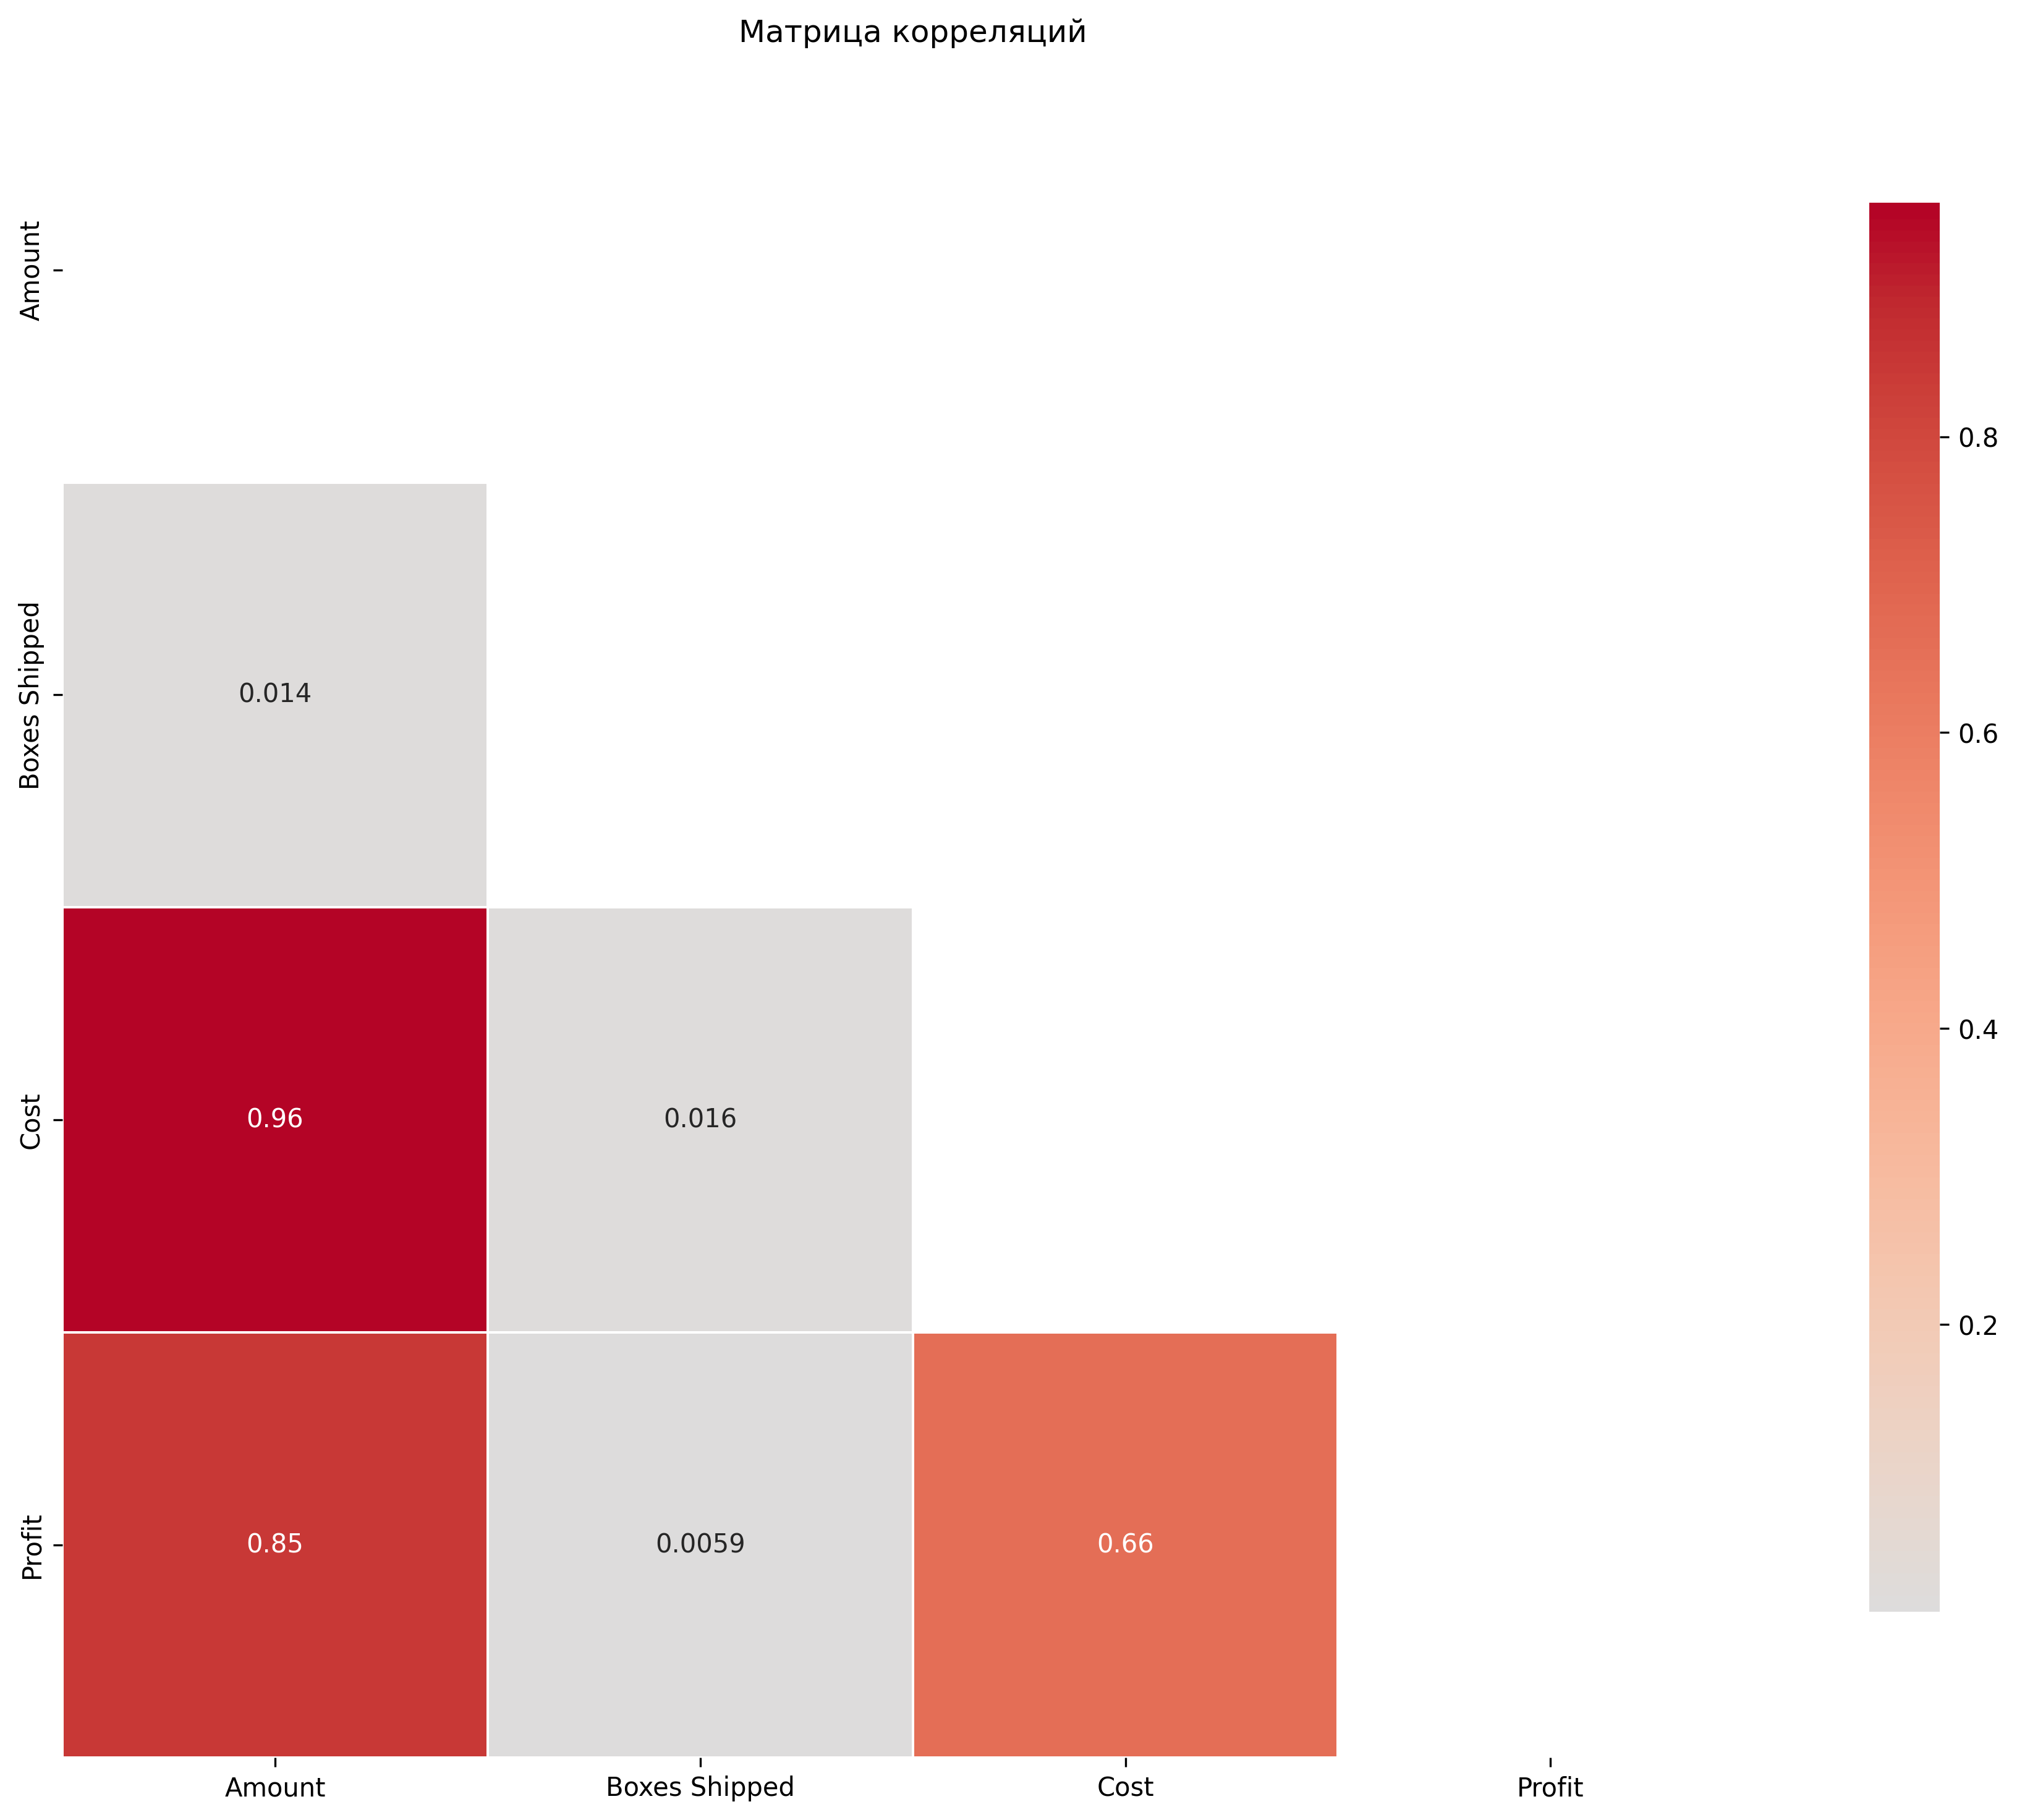 Матрица корреляций
Amount
Boxes Shipped
0.014
Cost
0.96 0.016
Profit
0.85 0.0059 0.66
Amount Boxes Shipped Cost Profit
0.8
0.6
0.4
0.2